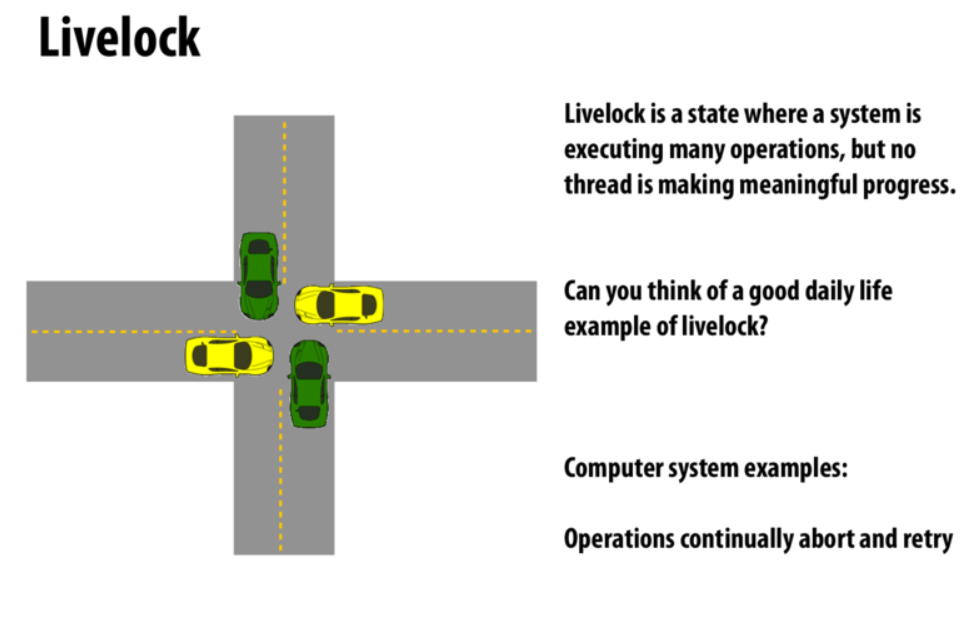 Livelock
Livelock is a state where a system is
executing many operations, but no
thread is making meaningful progress.
Can you think of a good daily life
example of livelock?
Computer system examples:
Operations continually abort and retry